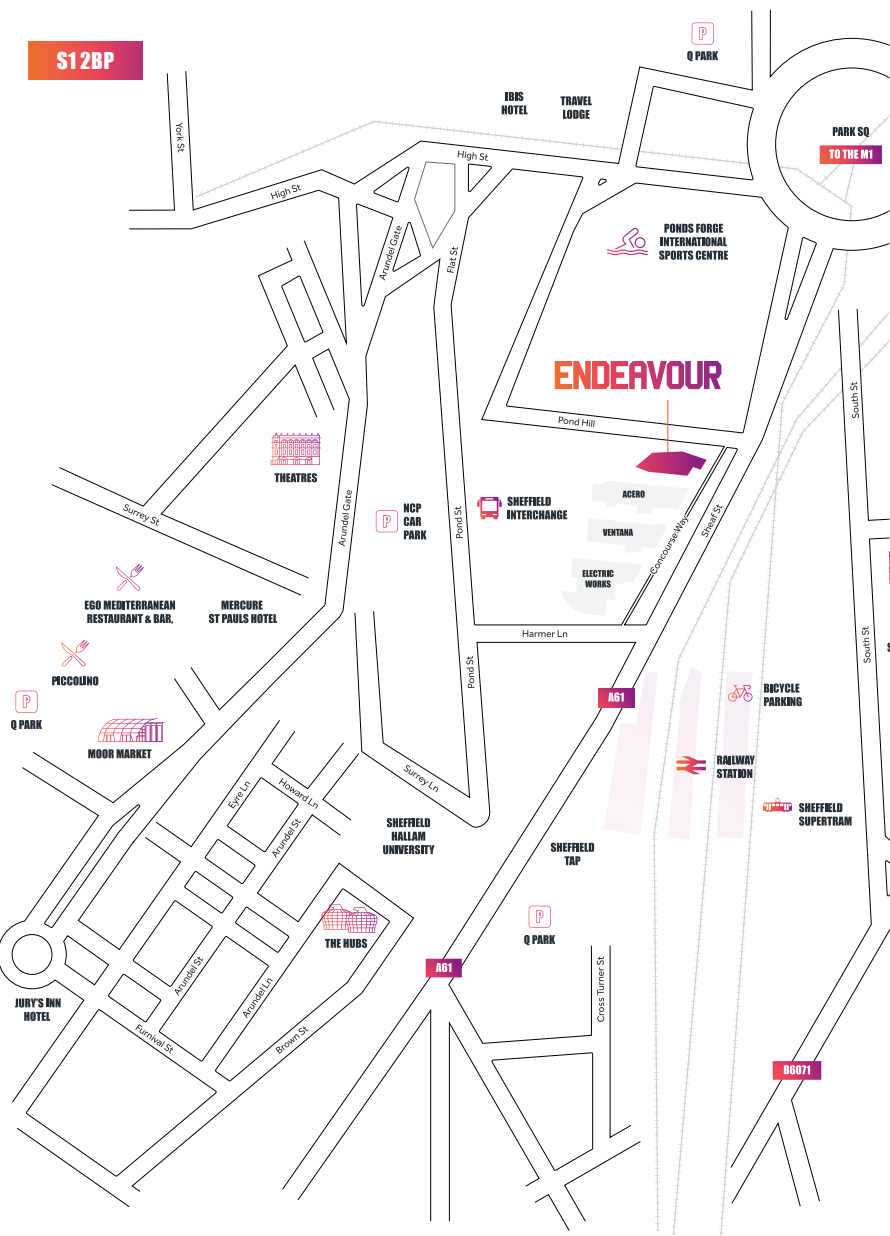 S1 2BP
P
Q PARK
IBIS
HOTEL
TRAVEL
LODGE
PARK SQ
TO THE M1
York St
High St
High St
Arundel Gate
Flat St
PONDS FORGE
INTERNATIONAL
SPORTS CENTRE
ENDEAVOUR
Pond Hill
South St
THEATRES
Surrey St
Arundel Gate
P
NCP
CAR
PARK
Pond St
SHEFFIELD
INTERCHANGE
ACERO
VENTANA
ELECTRIC
WORKS
Concourse Way
Sheaf St
EGO MEDITERRANEAN
RESTAURANT & BAR,
MERCURE
ST PAULS HOTEL
Harmer Ln
South St
PICCOLINO
P
Q PARK
MOOR MARKET
Pond St
A61
BICYCLE
PARKING
RAILWAY
STATION
SHEFFIELD
SUPERTRAM
Eyre Ln
Howard Ln
Arundel St
Surrey Ln
SHEFFIELD
HALLAM
UNIVERSITY
SHEFFIELD
TAP
P
Q PARK
THE HUBS
A61
JURY'S INN
HOTEL
Arundel St
Arundel Ln
Furnival St
Brown St
Cross Turner St
B6071